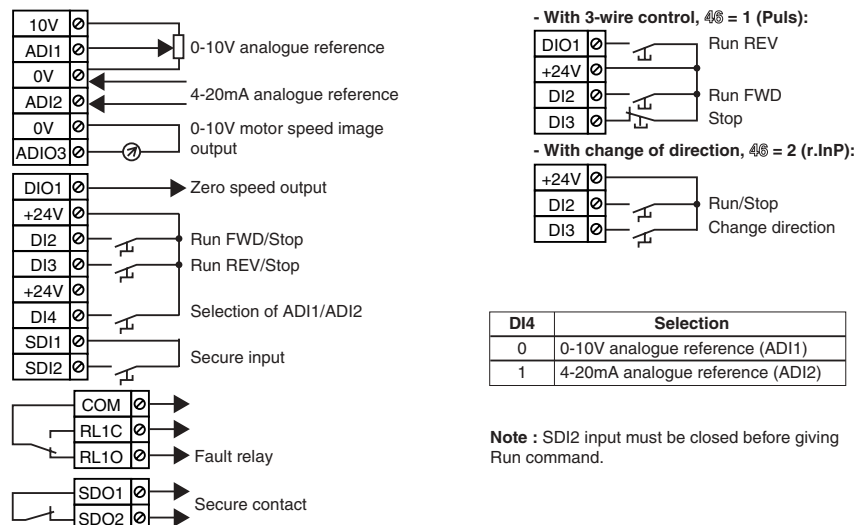 10V
ADI1
0-10V analogue reference
0V
ADI2
4-20mA analogue reference
0V
0-10V motor speed image
output
ADIO3
DIO1
Zero speed output
+24V
DI2
Run FWD/Stop
DI3
Run REV/Stop
+24V
DI4
Selection of ADI1/ADI2
SDI1
SDI2
Secure input
COM
RL1C
RL1O
Fault relay
SDO1
SDO2
Secure contact
- With 3-wire control, 46 = 1 (Puls):
DIO1
Run REV
+24V
DI2
Run FWD
DI3
Stop
- With change of direction, 46 = 2 (r.InP):
+24V
DI2
Run/Stop
DI3
Change direction
DI4 Selection
0 0-10V analogue reference (ADI1)
1 4-20mA analogue reference (ADI2)
Note : SDI2 input must be closed before giving
Run command.